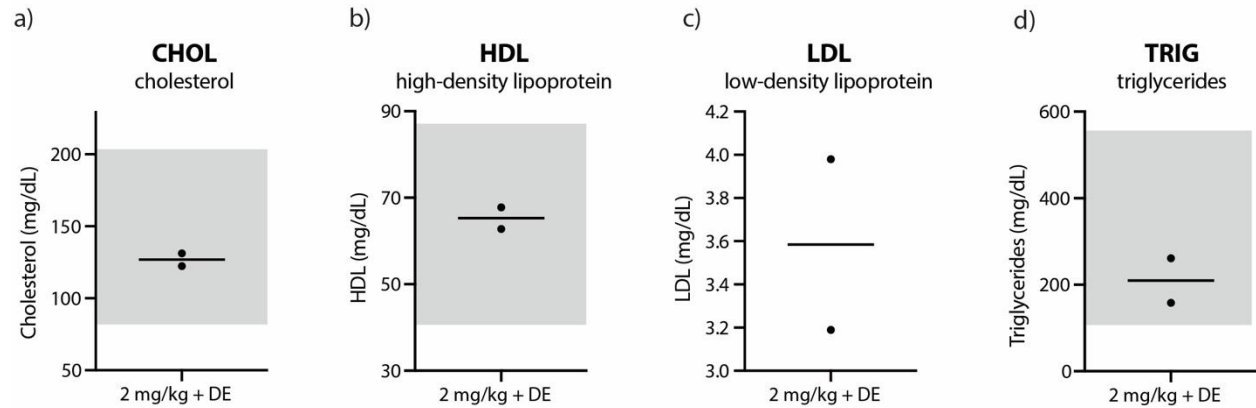 a)
CHOL
cholesterol
Cholesterol (mg/dL)
200
150
100
50
2 mg/kg + DE
b)
HDL
high-density lipoprotein
HDL (mg/dL)
90
70
50
30
2 mg/kg + DE
c)
LDL
low-density lipoprotein
LDL (mg/dL)
4.2
4.0
3.8
3.6
3.4
3.2
3.0
2 mg/kg + DE
d)
TRIG
triglycerides
Triglycerides (mg/dL)
600
400
200
0
2 mg/kg + DE